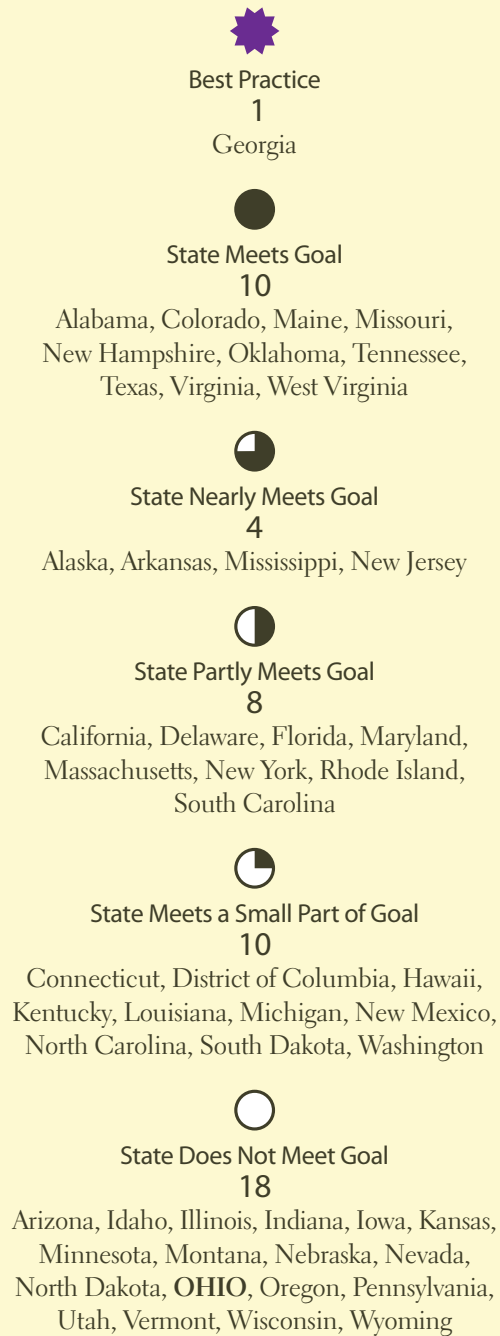 Best Practice
1
Georgia
State Meets Goal
10
Alabama, Colorado, Maine, Missouri,
New Hampshire, Oklahoma, Tennessee,
Texas, Virginia, West Virginia
State Nearly Meets Goal
4
Alaska, Arkansas, Mississippi, New Jersey
State Partly Meets Goal
8
California, Delaware, Florida, Maryland,
Massachusetts, New York, Rhode Island,
South Carolina
State Meets a Small Part of Goal
10
Connecticut, District of Columbia, Hawaii,
Kentucky, Louisiana, Michigan, New Mexico,
North Carolina, South Dakota, Washington
State Does Not Meet Goal
18
Arizona, Idaho, Illinois, Indiana, Iowa, Kansas,
Minnesota, Montana, Nebraska, Nevada,
North Dakota, OHIO, Oregon, Pennsylvania,
Utah, Vermont, Wisconsin, Wyoming